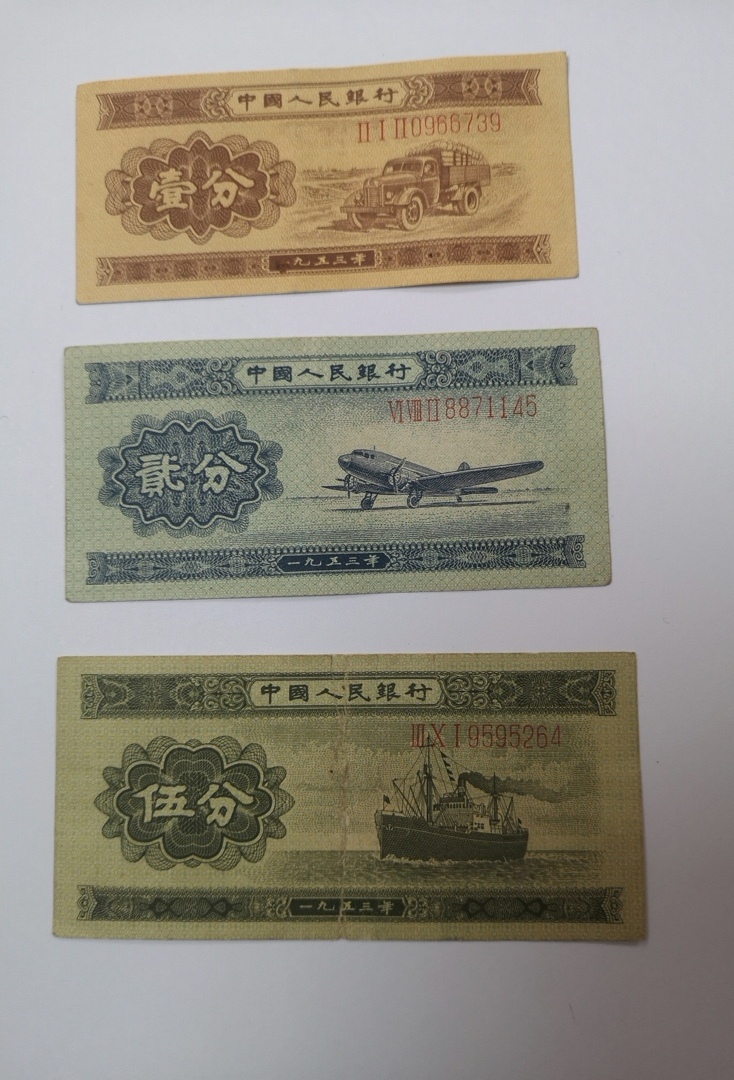 中國人民銀行
II I II 0966739
壹分
一九五三年
中國人民銀行
VI VIII II 8871145
貳分
一九五三年
中國人民銀行
III X I 9595264
伍分
一九五三年